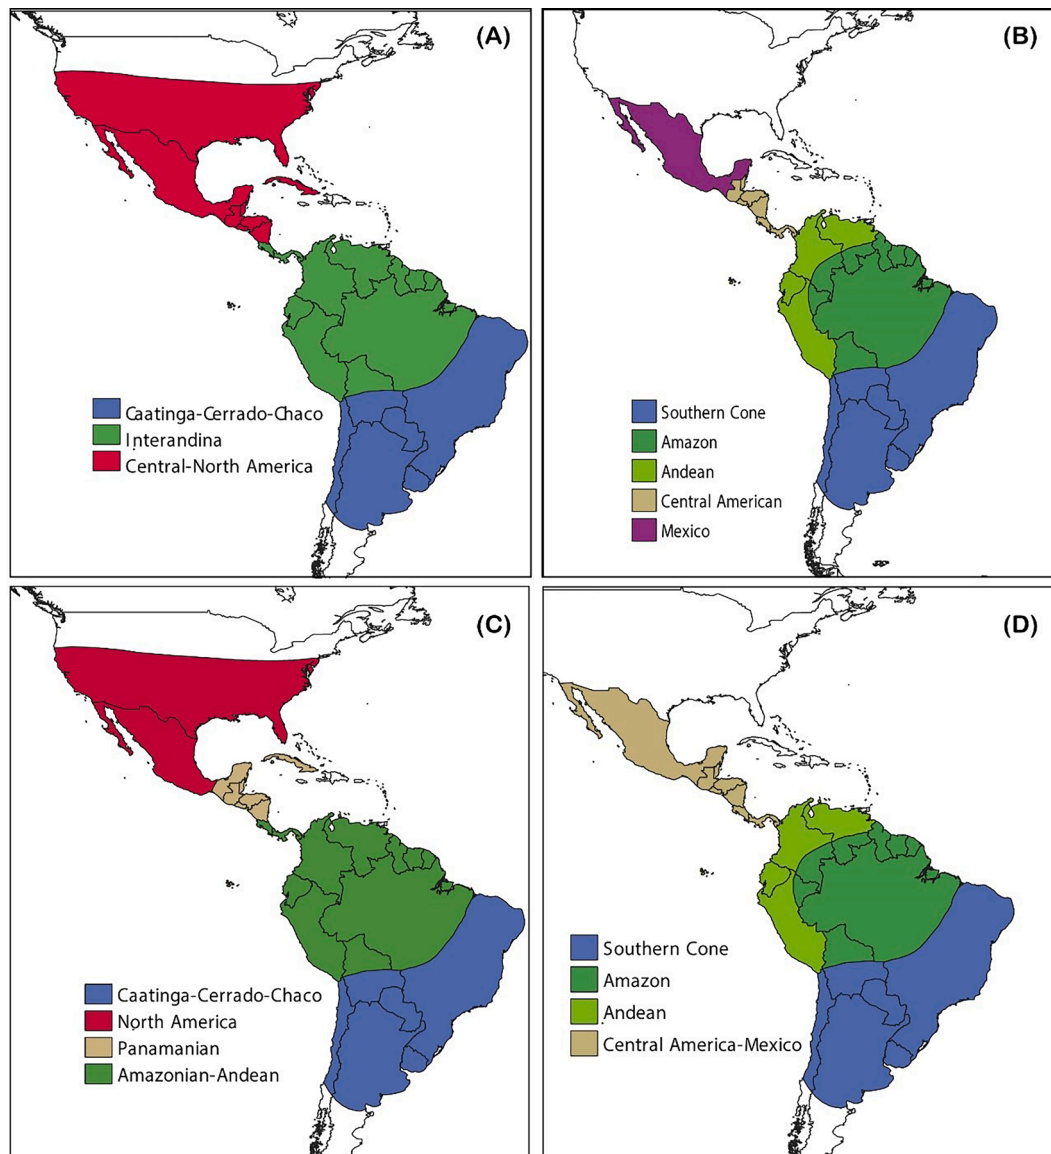 (A)
Caatinga-Cerrado-Chaco
Interandina
Central-North America
(B)
Southern Cone
Amazon
Andean
Central American
Mexico
(C)
Caatinga-Cerrado-Chaco
North America
Panamanian
Amazonian-Andean
(D)
Southern Cone
Amazon
Andean
Central America-Mexico